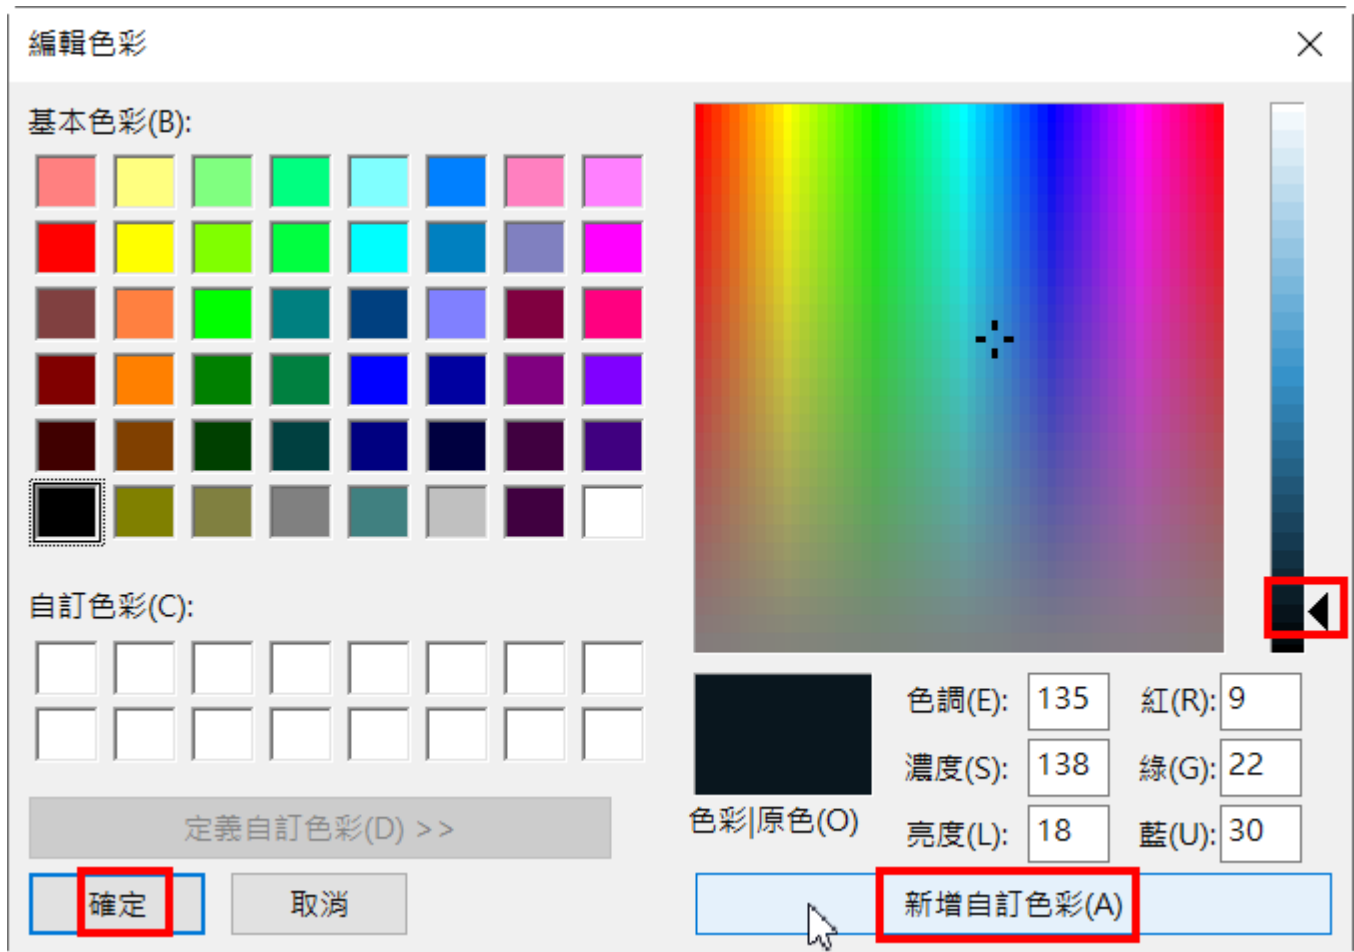 編輯色彩
基本色彩(B):
自訂色彩(C):
定義自訂色彩(D) >>
確定
取消
色彩|原色(O)
色調(E): 135
濃度(S): 138
亮度(L): 18
紅(R): 9
綠(G): 22
藍(U): 30
新增自訂色彩(A)